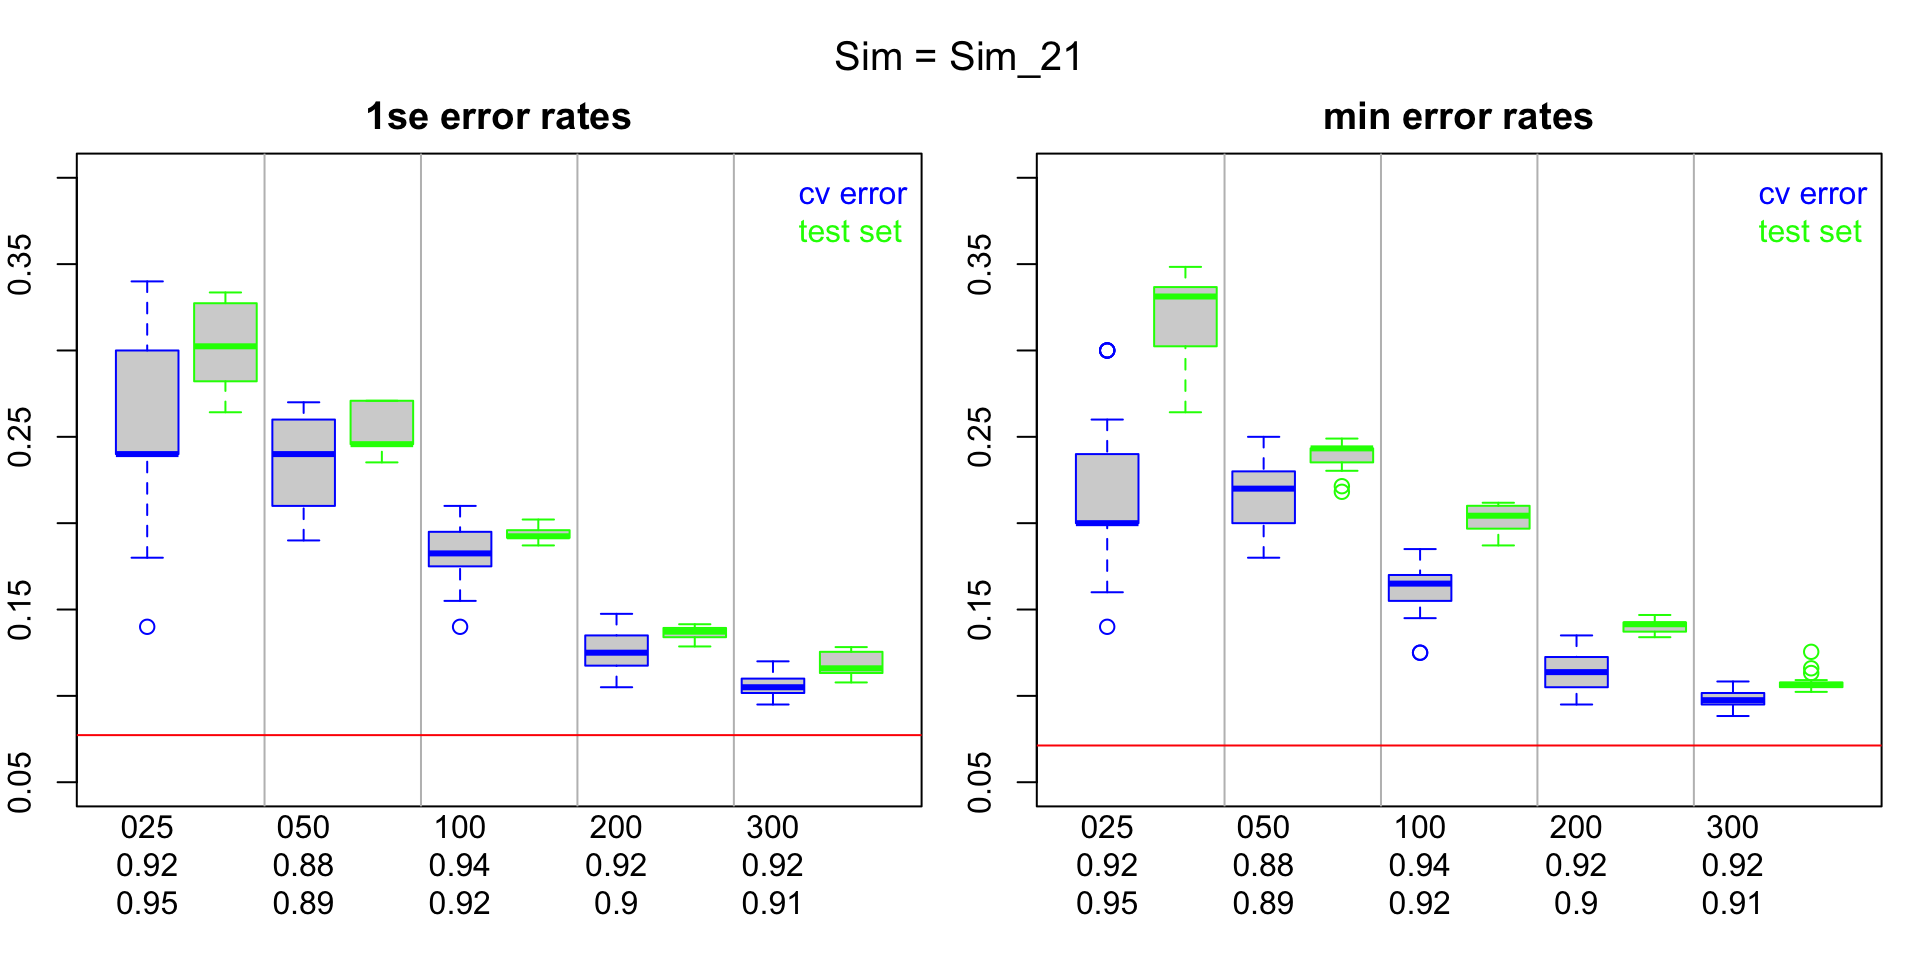 Sim = Sim_21
1se error rates
cv error
test set
0.35
0.25
0.15
0.05
025 050 100 200 300
0.92 0.88 0.94 0.92 0.92
0.95 0.89 0.92 0.9 0.91
min error rates
cv error
test set
0.35
0.25
0.15
0.05
025 050 100 200 300
0.92 0.88 0.94 0.92 0.92
0.95 0.89 0.92 0.9 0.91